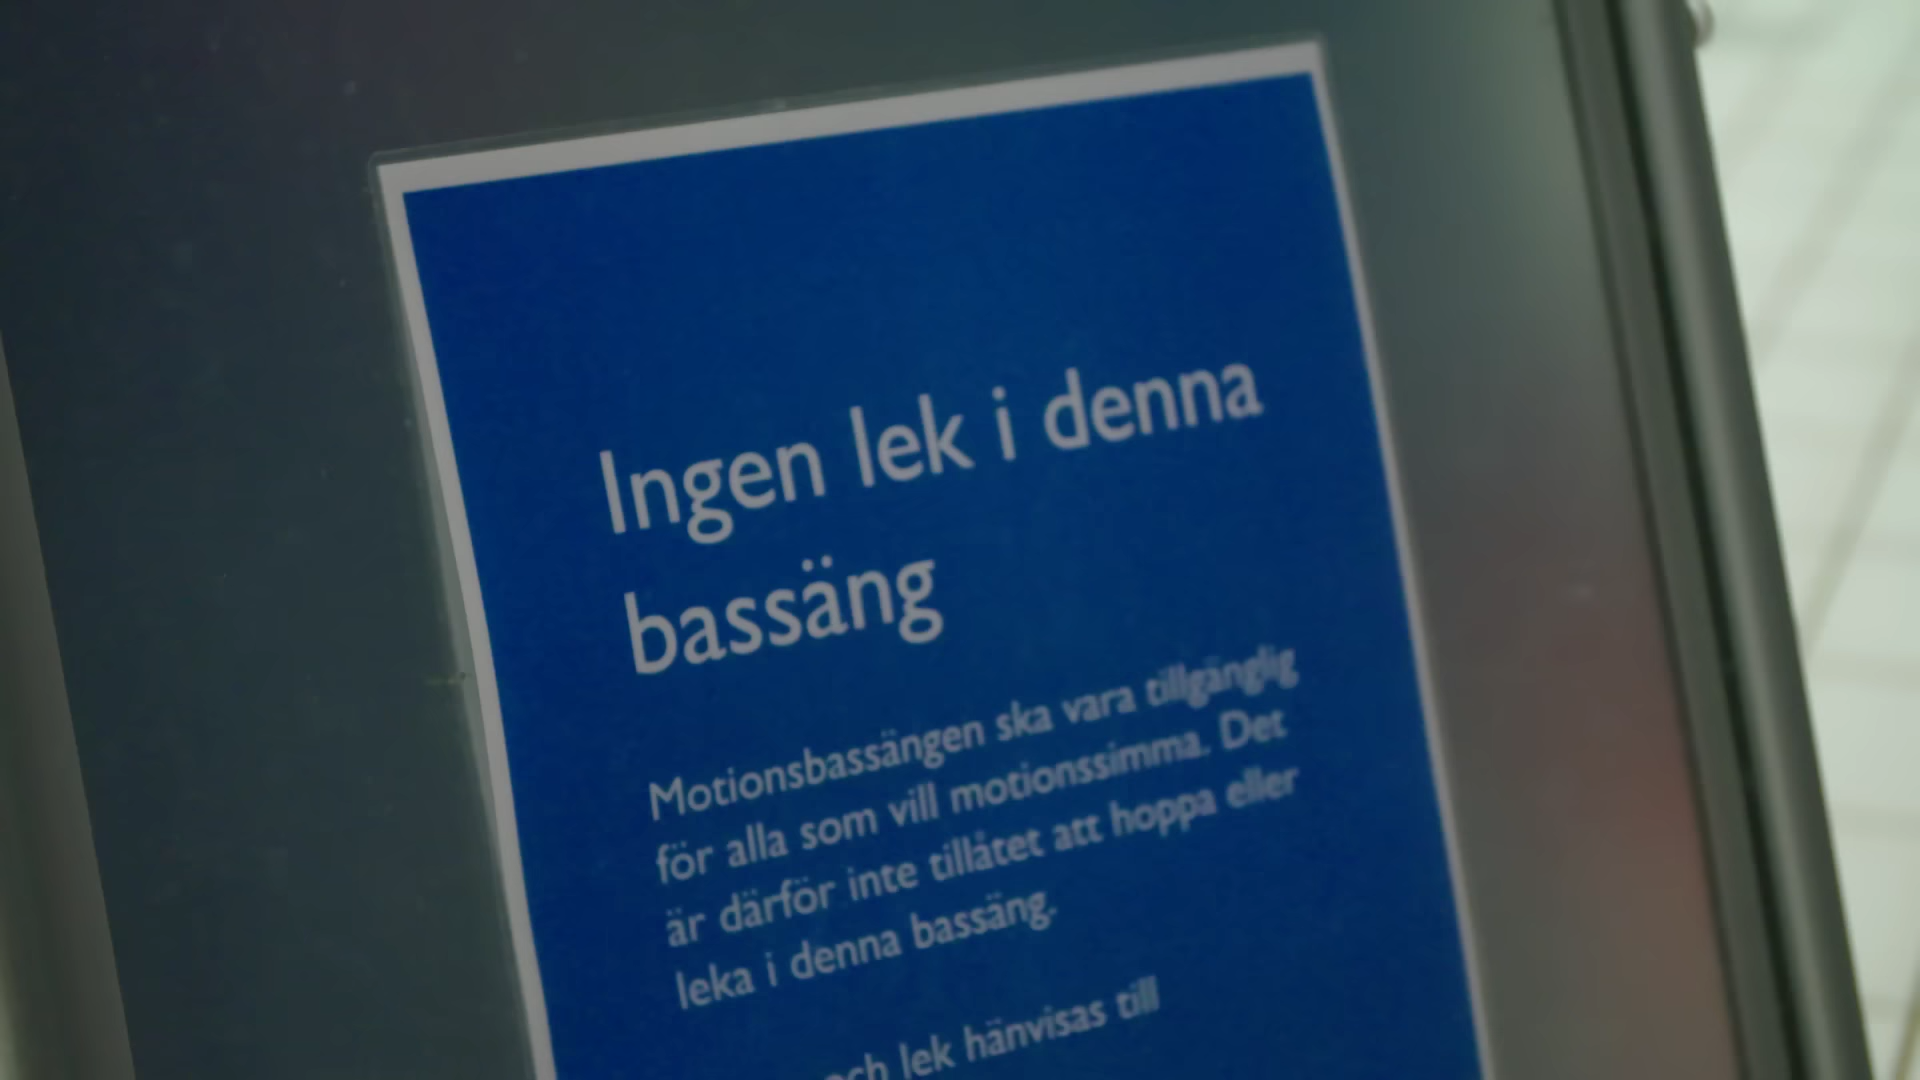 Ingen lek i denna
bassäng
Motionsbassängen ska vara tillgänglig
för alla som vill motionssimma. Det
är därför inte tillåtet att hoppa eller
leka i denna bassäng.
och lek hänvisas till